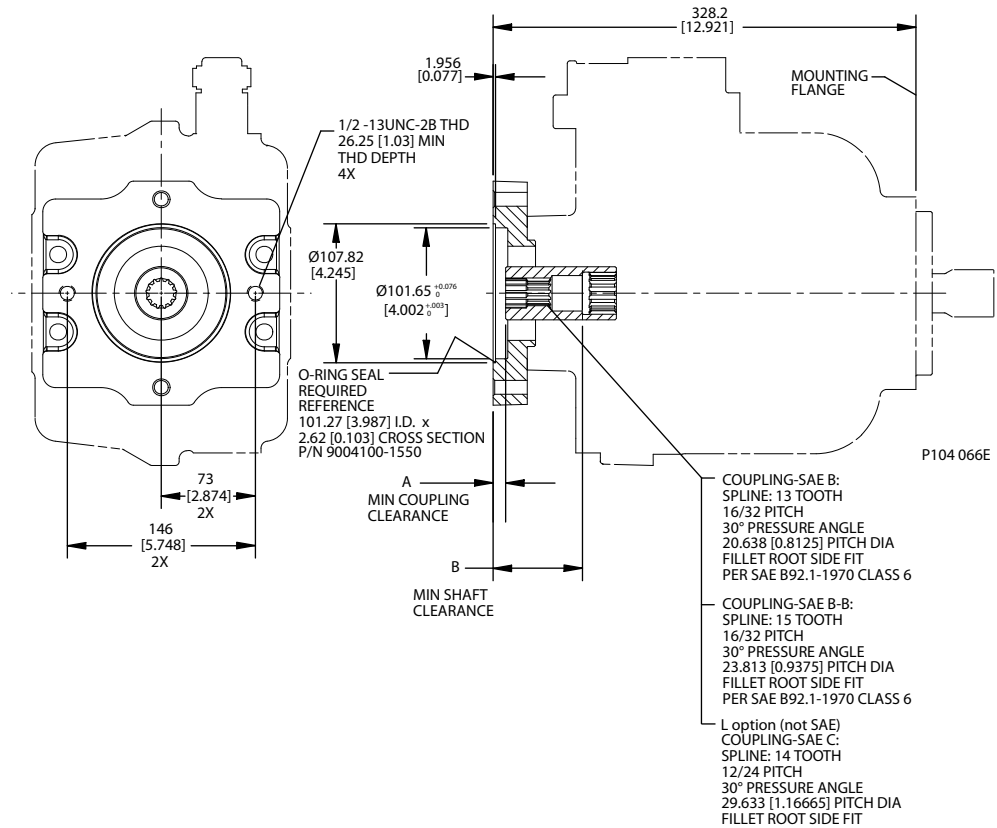 328.2
[12.921]
1.956
[0.077]
MOUNTING
FLANGE
1/2 -13UNC-2B THD
26.25 [1.03] MIN
THD DEPTH
4X
Ø107.82
[4.245]
Ø101.65 +0.076
0
[4.002 +.003]
0
O-RING SEAL
REQUIRED
REFERENCE
101.27 [3.987] I.D. x
2.62 [0.103] CROSS SECTION
P/N 9004100-1550
P104 066E
73
[2.874]
2X
146
[5.748]
2X
A
MIN COUPLING
CLEARANCE
B
MIN SHAFT
CLEARANCE
COUPLING-SAE B:
SPLINE: 13 TOOTH
16/32 PITCH
30° PRESSURE ANGLE
20.638 [0.8125] PITCH DIA
FILLET ROOT SIDE FIT
PER SAE B92.1-1970 CLASS 6
COUPLING-SAE B-B:
SPLINE: 15 TOOTH
16/32 PITCH
30° PRESSURE ANGLE
23.813 [0.9375] PITCH DIA
FILLET ROOT SIDE FIT
PER SAE B92.1-1970 CLASS 6
L option (not SAE)
COUPLING-SAE C:
SPLINE: 14 TOOTH
12/24 PITCH
30° PRESSURE ANGLE
29.633 [1.16665] PITCH DIA
FILLET ROOT SIDE FIT